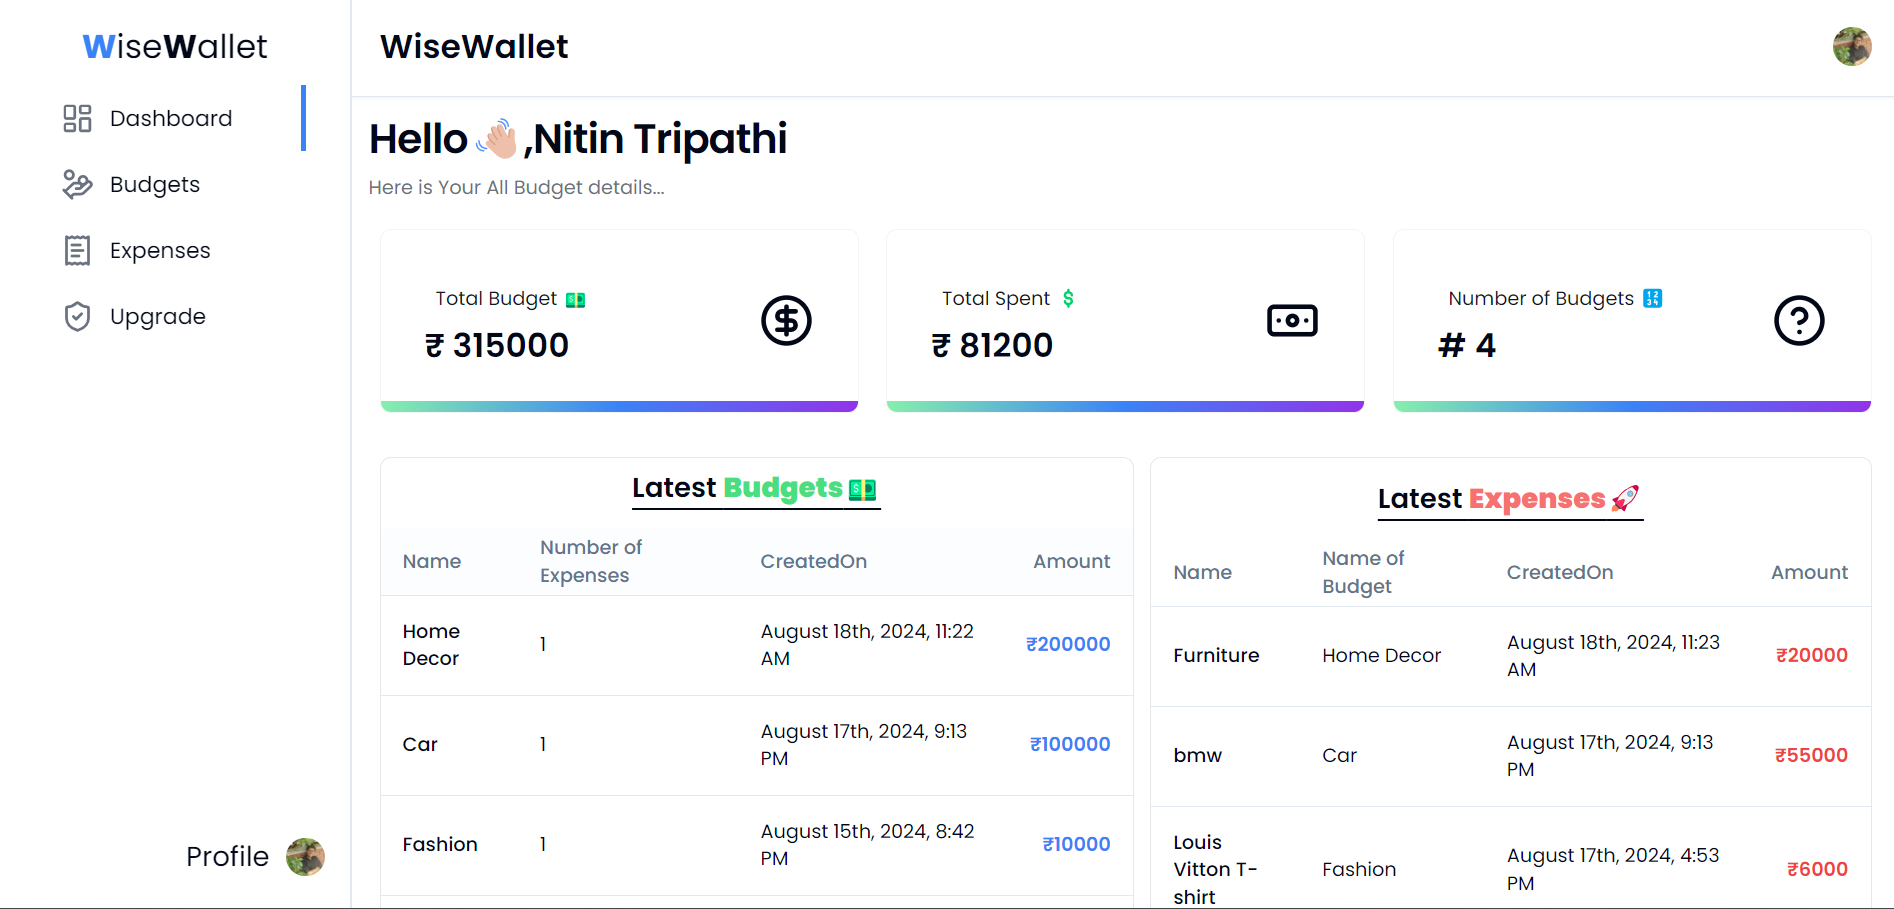 WiseWallet
Dashboard
Budgets
Expenses
Upgrade
Profile
WiseWallet
Hello 👋🏻,Nitin Tripathi
Here is Your All Budget details...
Total Budget 💵
₹ 315000
Total Spent 💲
₹ 81200
Number of Budgets 🔢
# 4
Latest Budgets 💵
Name
Number of
Expenses
CreatedOn
Amount
Home
Decor
1
August 18th, 2024, 11:22
AM
₹200000
Car
1
August 17th, 2024, 9:13
PM
₹100000
Fashion
1
August 15th, 2024, 8:42
PM
₹10000
Latest Expenses 🚀
Name
Name of
Budget
CreatedOn
Amount
Furniture
Home Decor
August 18th, 2024, 11:23
AM
₹20000
bmw
Car
August 17th, 2024, 9:13
PM
₹55000
Louis
Vitton T-
shirt
Fashion
August 17th, 2024, 4:53
PM
₹6000